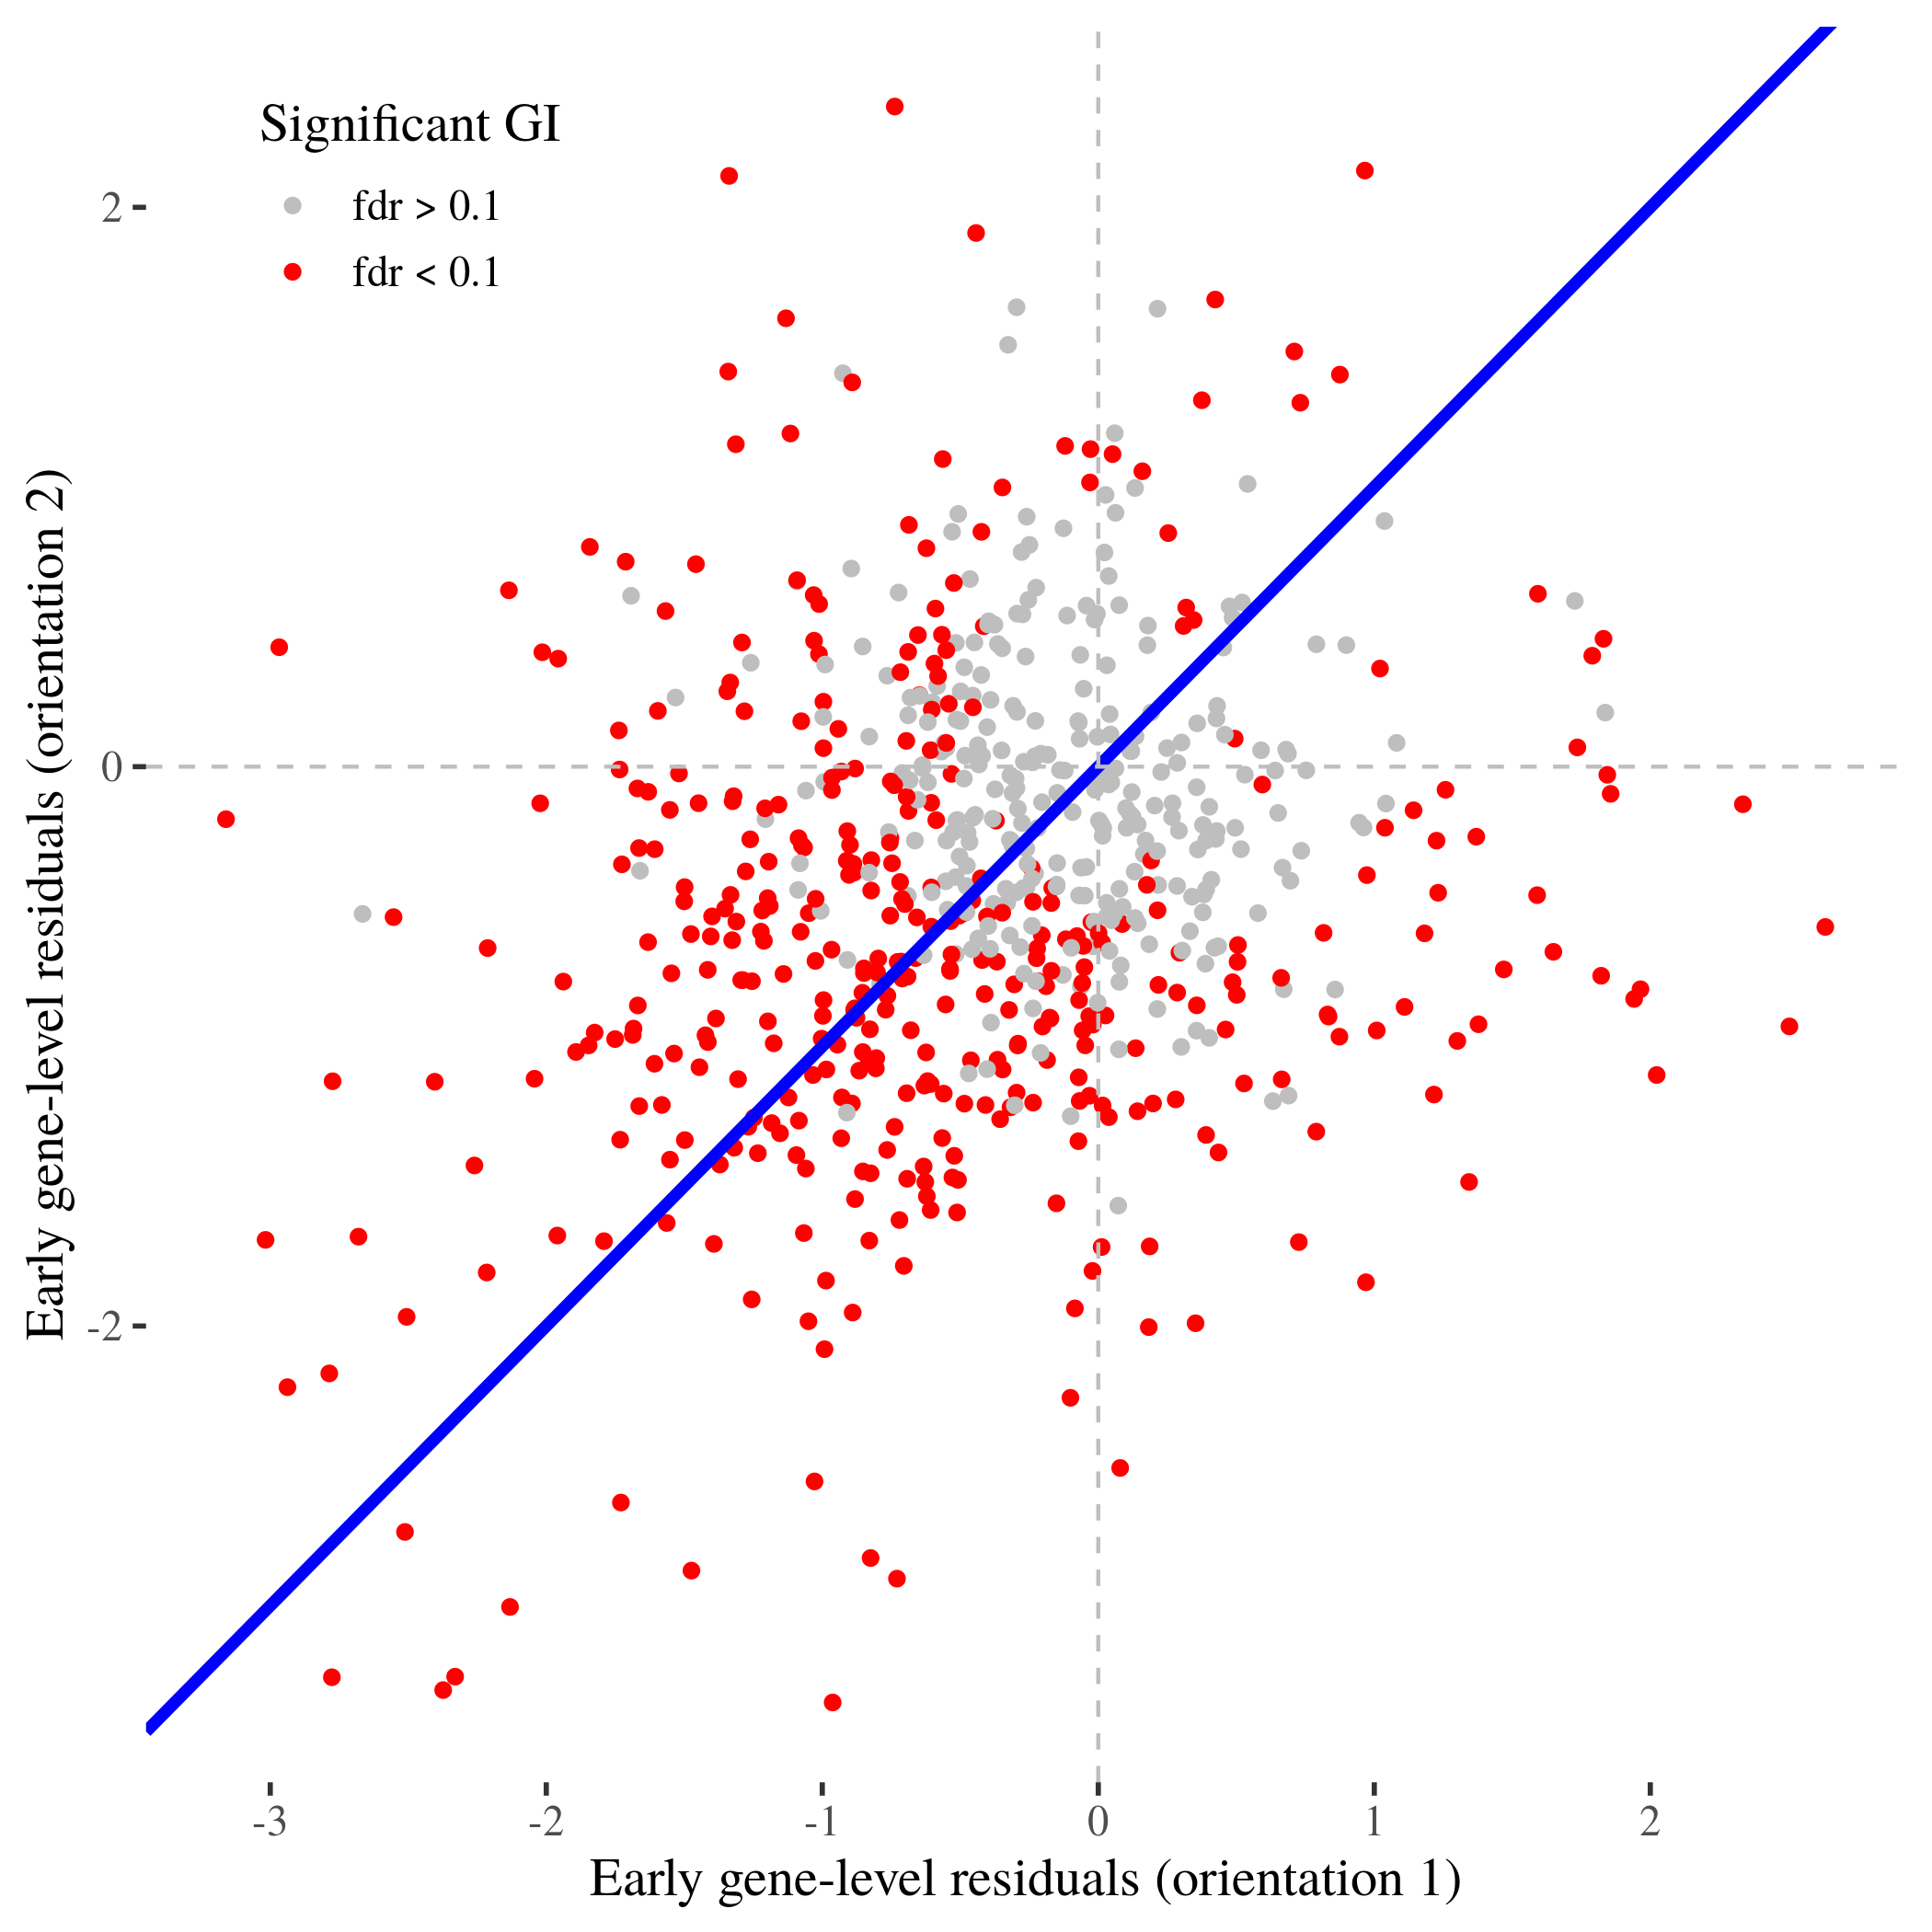 Significant GI
fdr > 0.1
fdr < 0.1
Early gene-level residuals (orientation 2)
2
0
-2
-3
-2
-1
0
1
2
Early gene-level residuals (orientation 1)